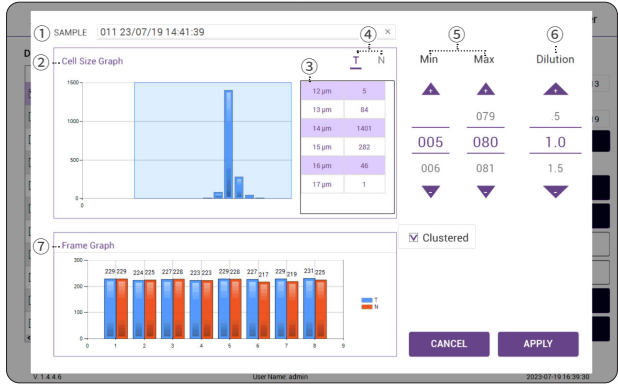 er
① SAMPLE 011 23/07/19 14:41:39 ×
② Cell Size Graph
④
T N
1500
1000
500
0
0
③
12 µm 5
13 µm 84
14 µm 1401
15 µm 282
16 µm 46
17 µm 1
⑤
Min Max
+ +
079
005 080
006 081
- -
⑥
Dilution
+
.5
1.0
1.5
-
D
13
19
⑦ Frame Graph
300
200
100
0
229 229 224 225 227 228 223 223 229 228 227 217 229 219 231 225
0 1 2 3 4 5 6 7 8 9
T
N
Clustered
CANCEL APPLY
V. 1.4.4.6 User Name: admin 2023-07-19 16:39:30